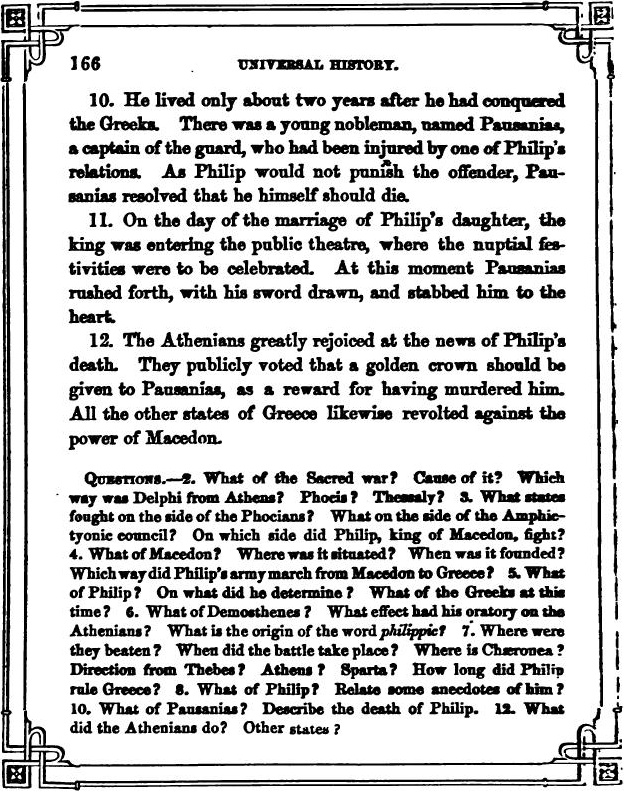 166 UNIVERSAL HISTORY.
10. He lived only about two years after he had conquered
the Greeks. There was a young nobleman, named Pausanias,
a captain of the guard, who had been injured by one of Philip's
relations. As Philip would not punish the offender, Pau-
sanias resolved that he himself should die.
11. On the day of the marriage of Philip's daughter, the
king was entering the public theatre, where the nuptial fes-
tivities were to be celebrated. At this moment Pausanias
rushed forth, with his sword drawn, and stabbed him to the
heart.
12. The Athenians greatly rejoiced at the news of Philip's
death. They publicly voted that a golden crown should be
given to Pausanias, as a reward for having murdered him.
All the other states of Greece likewise revolted against the
power of Macedon.
QUESTIONS.—2. What of the Sacred war? Cause of it? Which
way was Delphi from Athens? Phocis? Thessaly? 3. What states
fought on the side of the Phocians? What on the side of the Amphic-
tyonic council? On which side did Philip, king of Macedon, fight?
4. What of Macedon? Where was it situated? When was it founded?
Which way did Philip's army march from Macedon to Greece? 5. What
of Philip? On what did he determine? What of the Greeks at this
time? 6. What of Demosthenes? What effect had his oratory on the
Athenians? What is the origin of the word philippic? 7. Where were
they beaten? When did the battle take place? Where is Chæronea?
Direction from Thebes? Athens? Sparta? How long did Philip
rule Greece? 8. What of Philip? Relate some anecdotes of him?
10. What of Pausanias? Describe the death of Philip. 12. What
did the Athenians do? Other states?